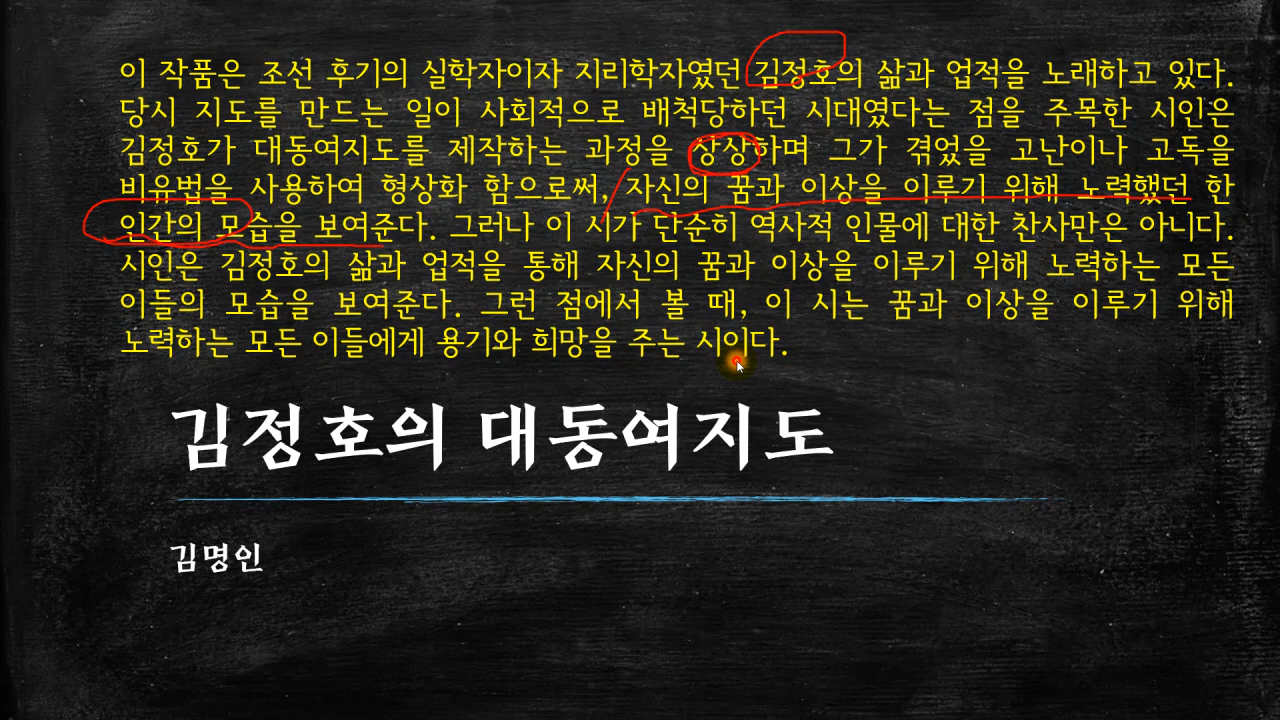 이 작품은 조선 후기의 실학자이자 지리학자였던 김정호의 삶과 업적을 노래하고 있다.
당시 지도를 만드는 일이 사회적으로 배척당하던 시대였다는 점을 주목한 시인은
김정호가 대동여지도를 제작하는 과정을 상상하며 그가 겪었을 고난이나 고독을
비유법을 사용하여 형상화 함으로써, 자신의 꿈과 이상을 이루기 위해 노력했던 한
인간의 모습을 보여준다. 그러나 이 시가 단순히 역사적 인물에 대한 찬사만은 아니다.
시인은 김정호의 삶과 업적을 통해 자신의 꿈과 이상을 이루기 위해 노력하는 모든
이들의 모습을 보여준다. 그런 점에서 볼 때, 이 시는 꿈과 이상을 이루기 위해
노력하는 모든 이들에게 용기와 희망을 주는 시이다.
김정호의 대동여지도
김명인